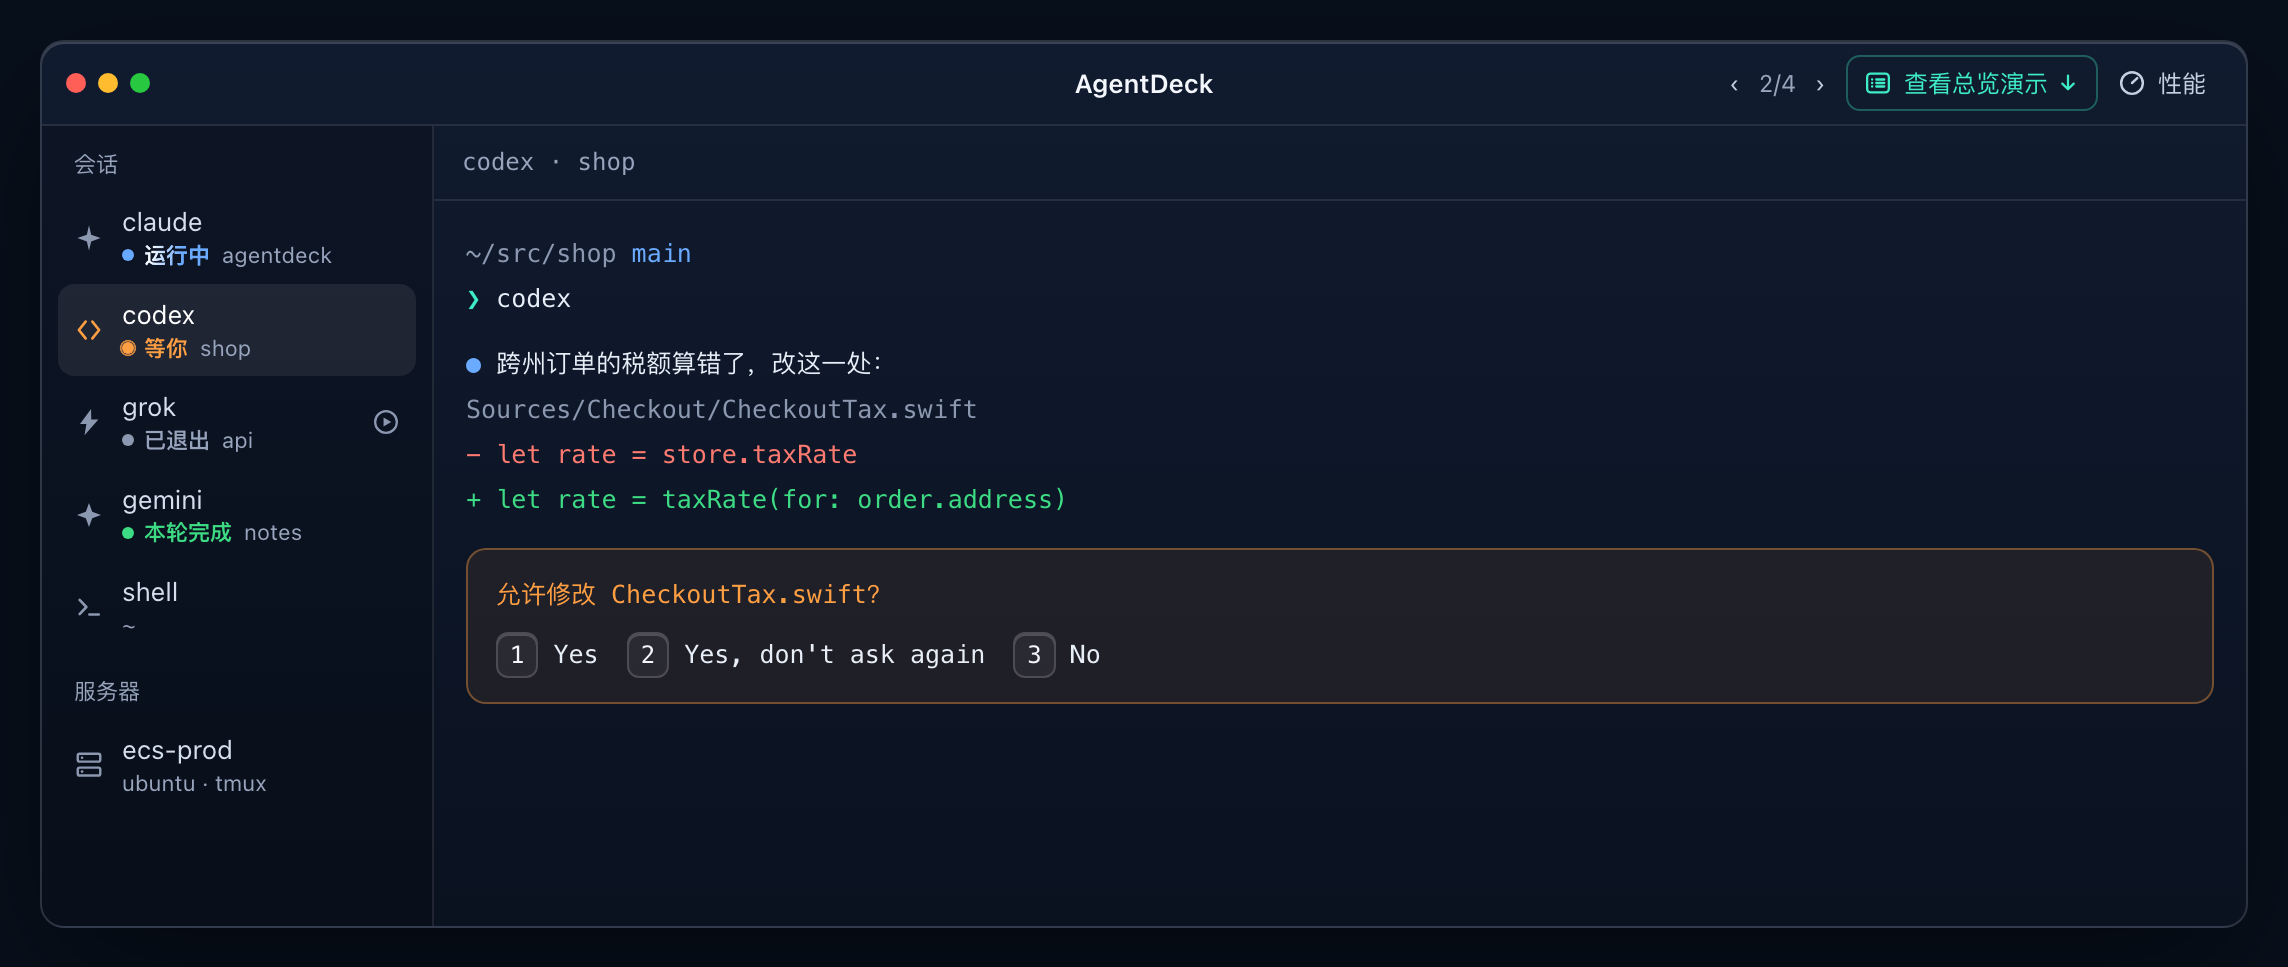 AgentDeck
‹ 2/4 › 查看总览演示 ↓ 性能
会话
claude
运行中 agentdeck
codex
等你 shop
grok
已退出 api
gemini
本轮完成 notes
shell
~
服务器
ecs-prod
ubuntu · tmux
codex · shop
~/src/shop main
❯ codex
跨州订单的税额算错了，改这一处：
Sources/Checkout/CheckoutTax.swift
− let rate = store.taxRate
+ let rate = taxRate(for: order.address)
允许修改 CheckoutTax.swift?
1 Yes 2 Yes, don't ask again 3 No